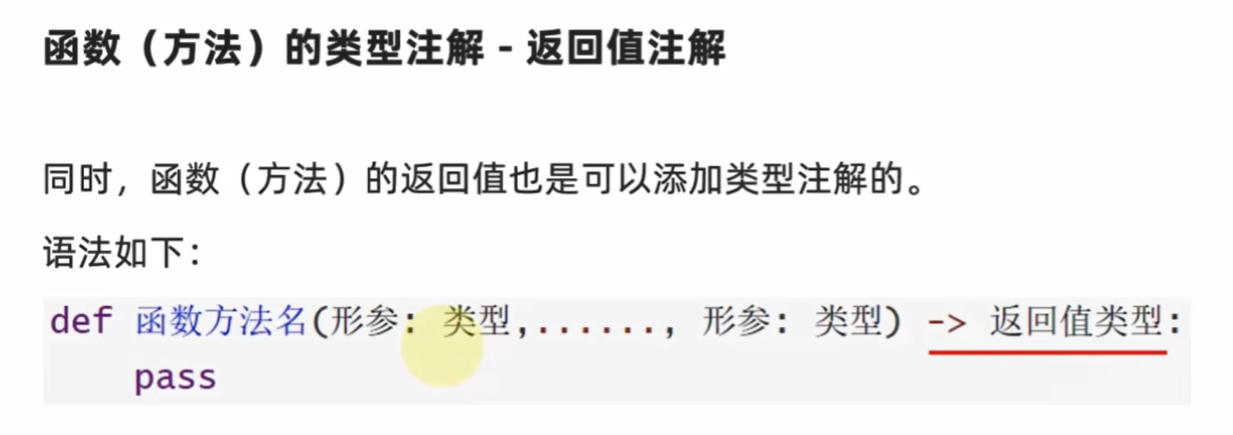 函数（方法）的类型注解 - 返回值注解
同时，函数（方法）的返回值也是可以添加类型注解的。
语法如下：
def 函数方法名(形参: 类型,......, 形参: 类型) -> 返回值类型:
    pass